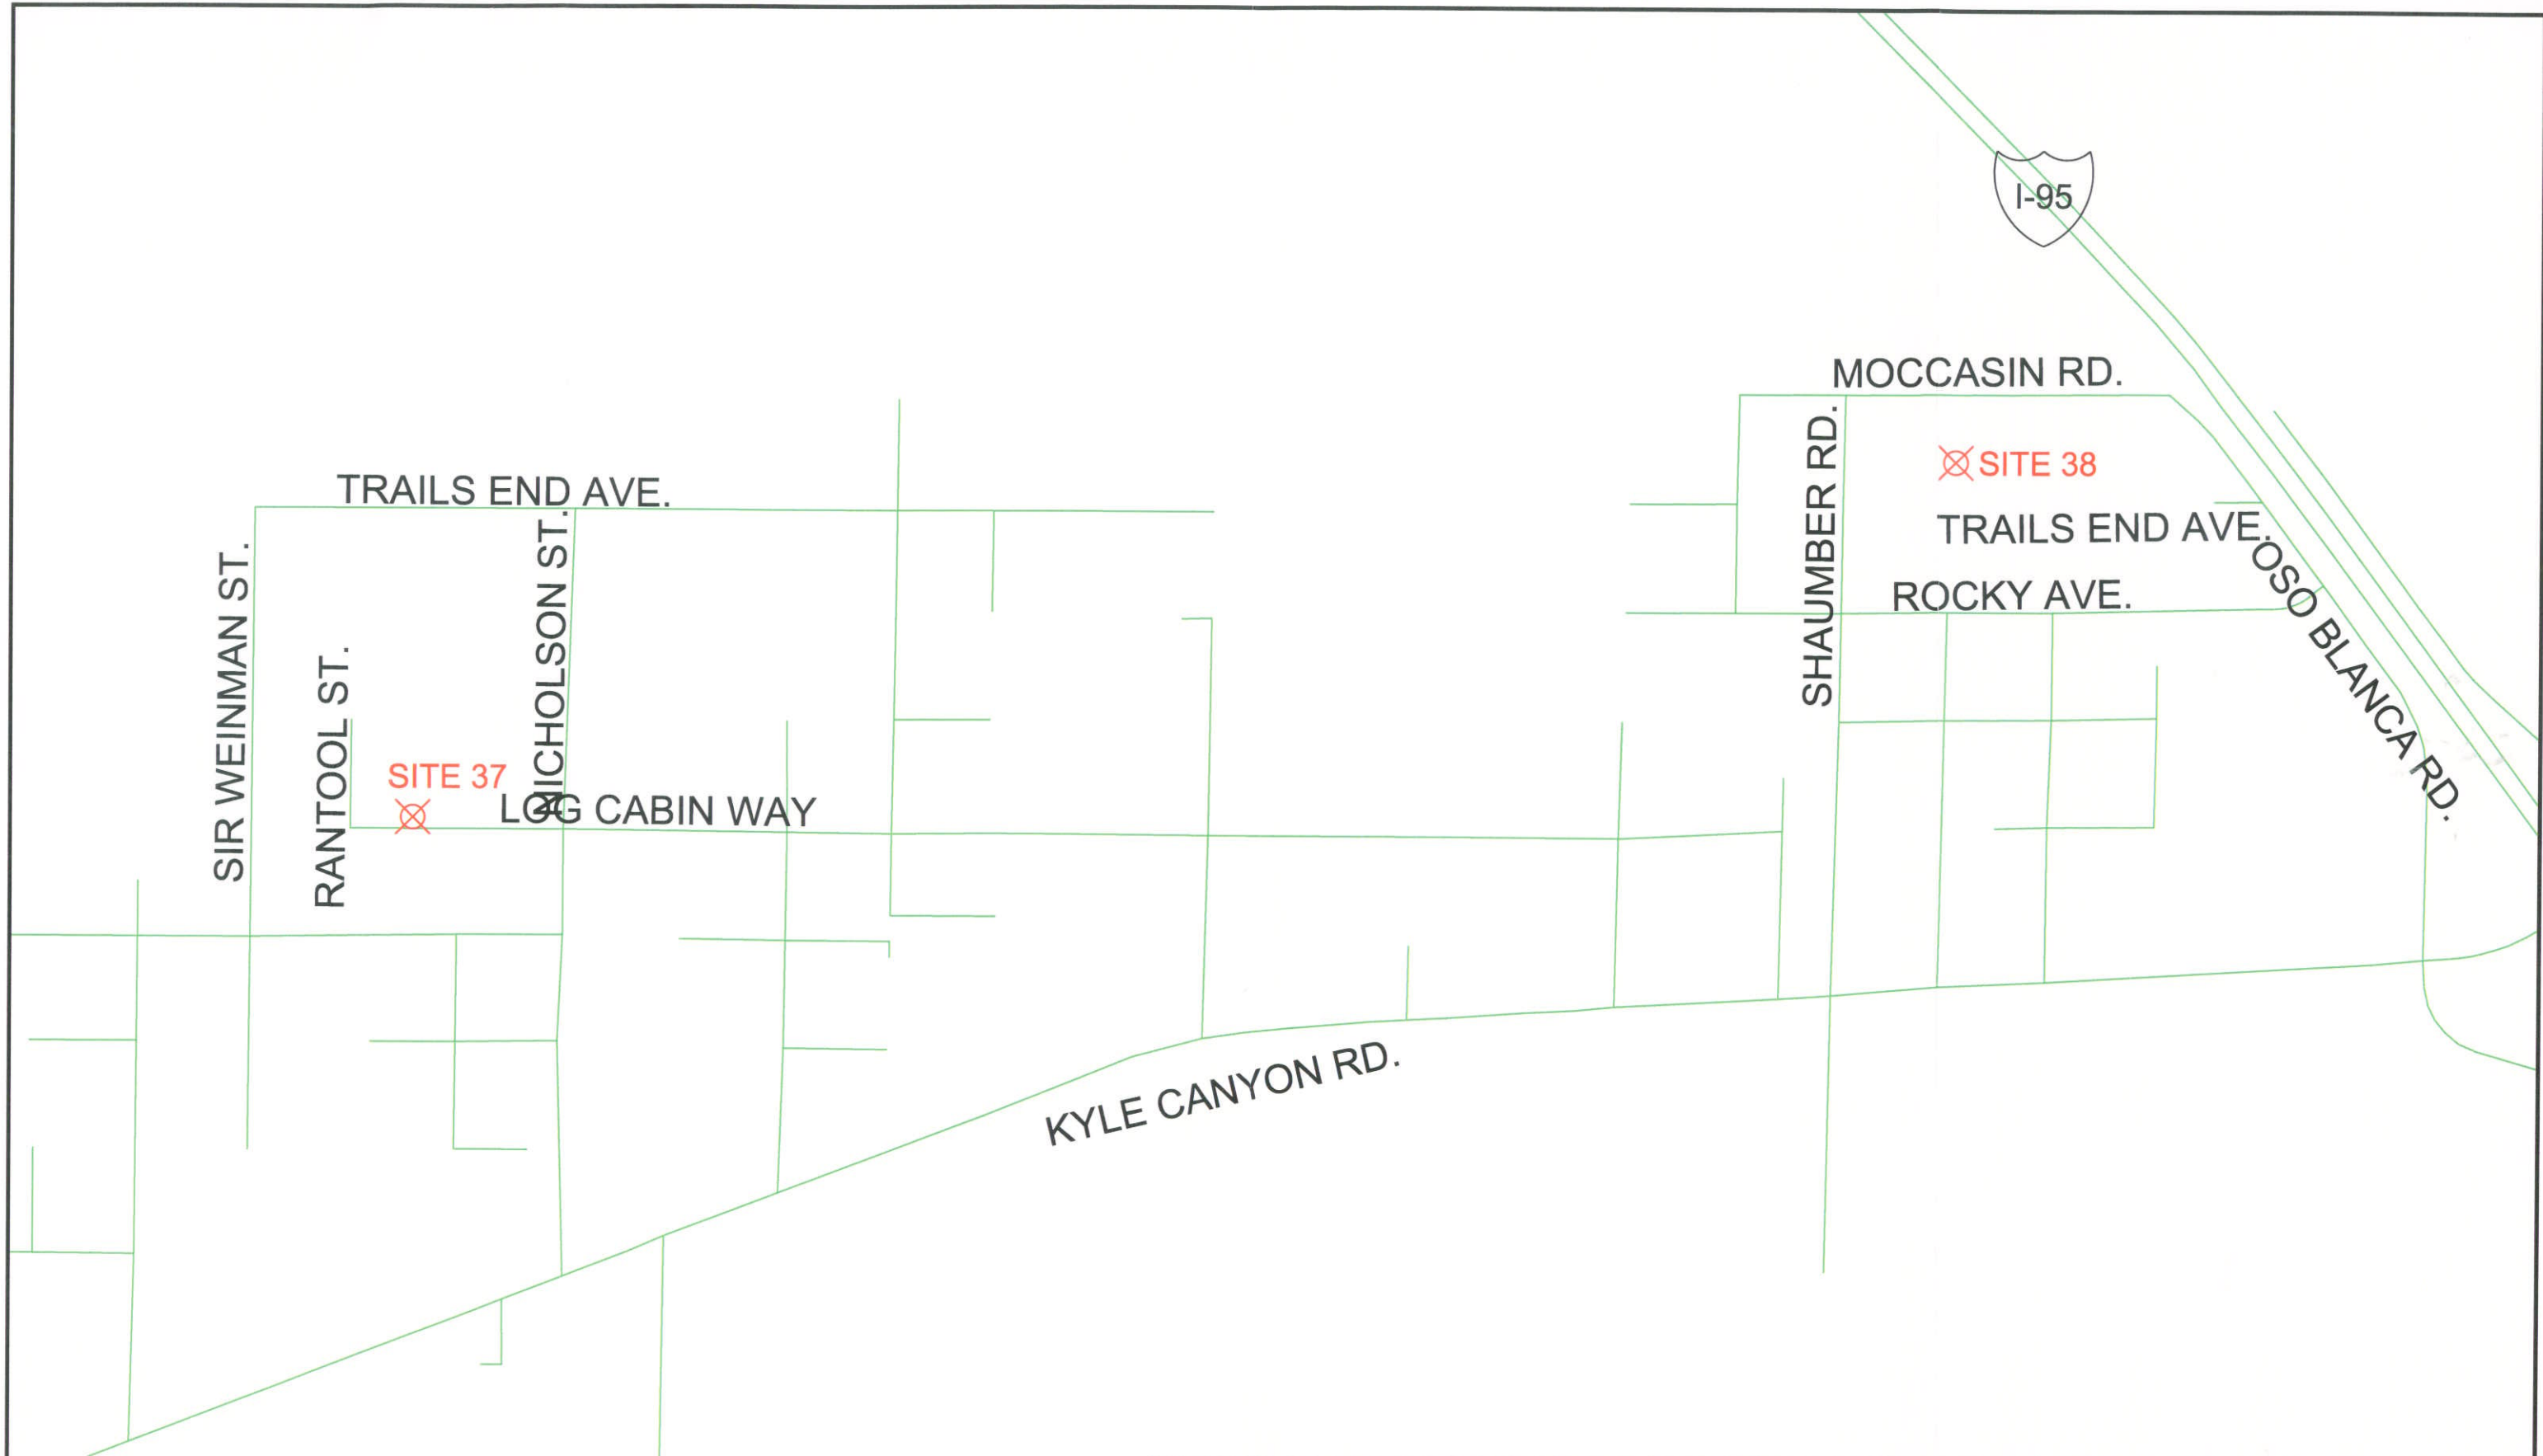 I-95
MOCCASIN RD.
SHAUMBER RD.
SITE 38
TRAILS END AVE.
TRAILS END AVE.
OSO BLANCA RD.
ROCKY AVE.
SIR WEINMAN ST.
NICHOLSON ST.
RANTOOL ST.
SITE 37
LOG CABIN WAY
KYLE CANYON RD.